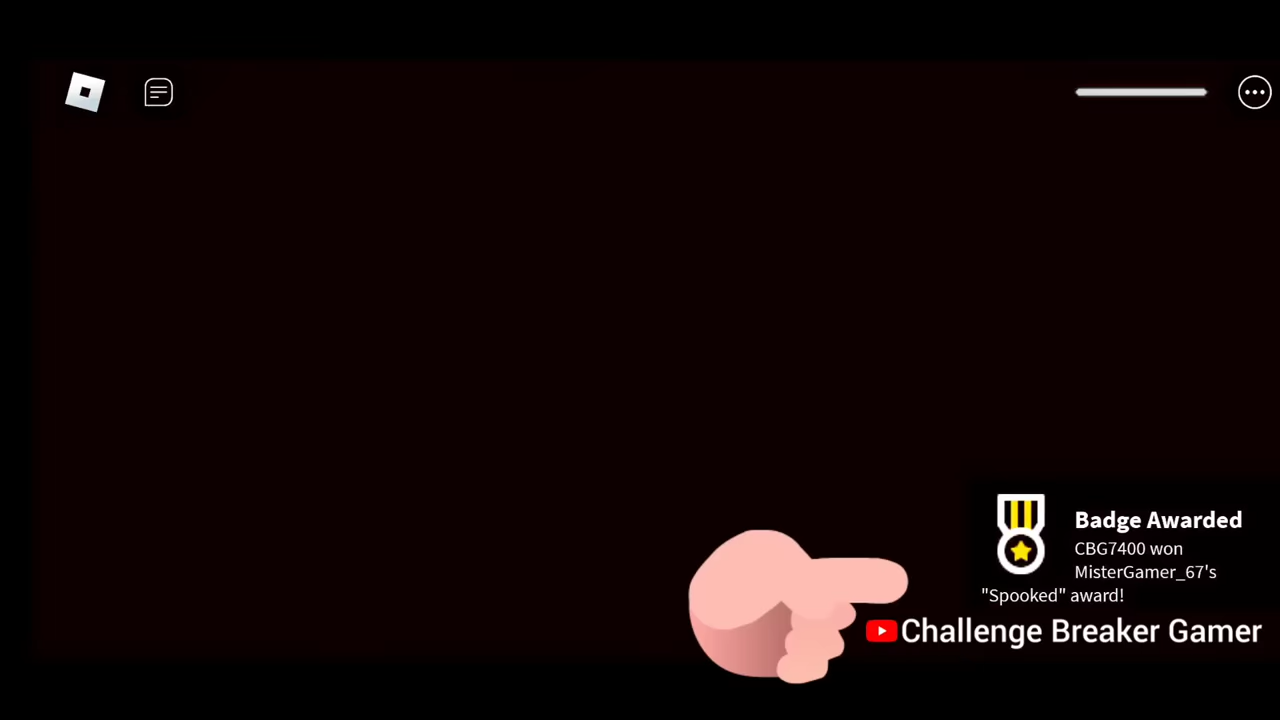 Badge Awarded
CBG7400 won
MisterGamer_67's
"Spooked" award!
Challenge Breaker Gamer